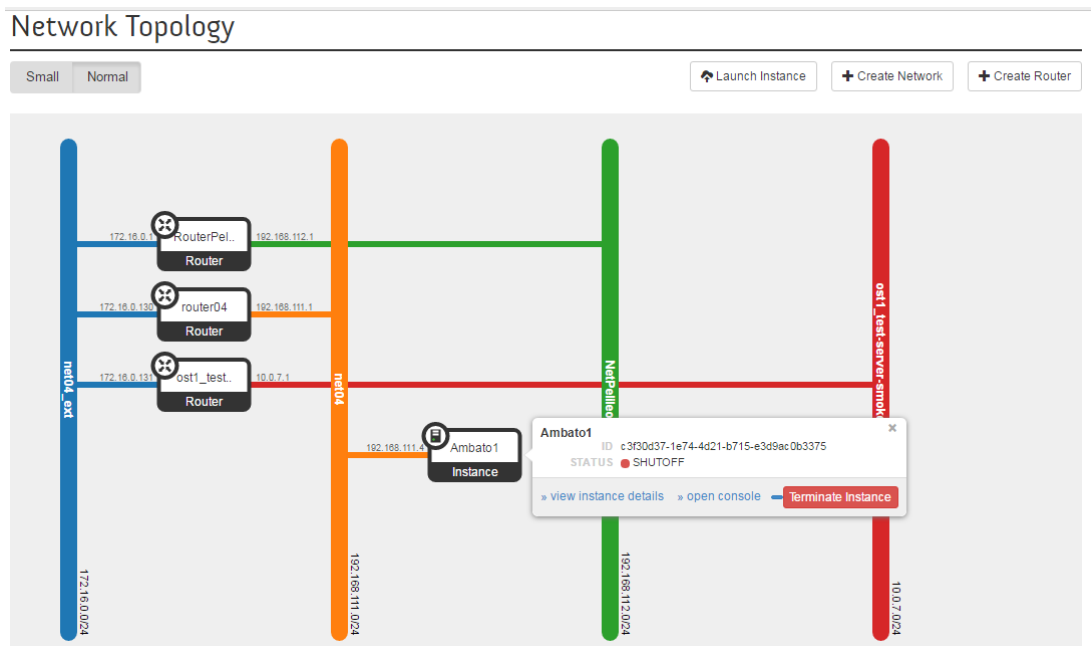 Network Topology
Small Normal
Launch Instance Create Network Create Router
172.16.0.1 RouterPel.. 192.168.112.1
Router
172.16.0.130 router04 192.168.111.1
Router
172.16.0.131 ost1_test.. 10.0.7.1
Router
net04_ext
net04
NetPelileo
ost1_test-server-smok
192.168.111.4 Ambato1
Instance
Ambato1 ×
ID c3f30d37-1e74-4d21-b715-e3d9ac0b3375
STATUS SHUTOFF
» view instance details » open console Terminate Instance
172.16.0.0/24
192.168.111.0/24
192.168.112.0/24
10.0.7.0/24